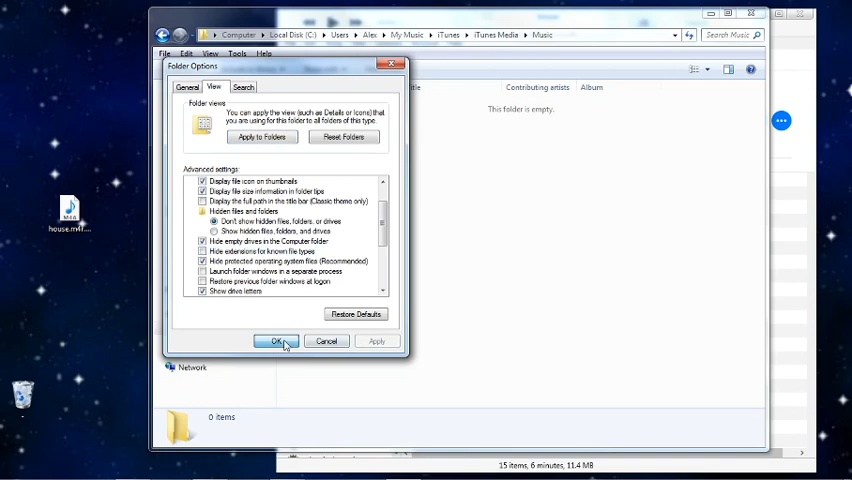 Computer Local Disk (C:) Users Alex My Music iTunes iTunes Media Music
Search Music
File Edit View Tools Help
Folder Options
General View Search
Contributing artists Album
This folder is empty.
Folder views
You can apply the view (such as Details or Icons) that
you are using for this folder to all folders of this type.
Apply to Folders Reset Folders
Advanced settings:
Display file icon on thumbnails
Display file size information in folder tips
Display the full path in the title bar (Classic theme only)
Hidden files and folders
Don't show hidden files, folders, or drives
Show hidden files, folders, and drives
Hide empty drives in the Computer folder
Hide extensions for known file types
Hide protected operating system files (Recommended)
Launch folder windows in a separate process
Restore previous folder windows at logon
Show drive letters
Restore Defaults
OK Cancel Apply
M4A
house.m4r...
Network
0 items
15 items, 6 minutes, 11.4 MB